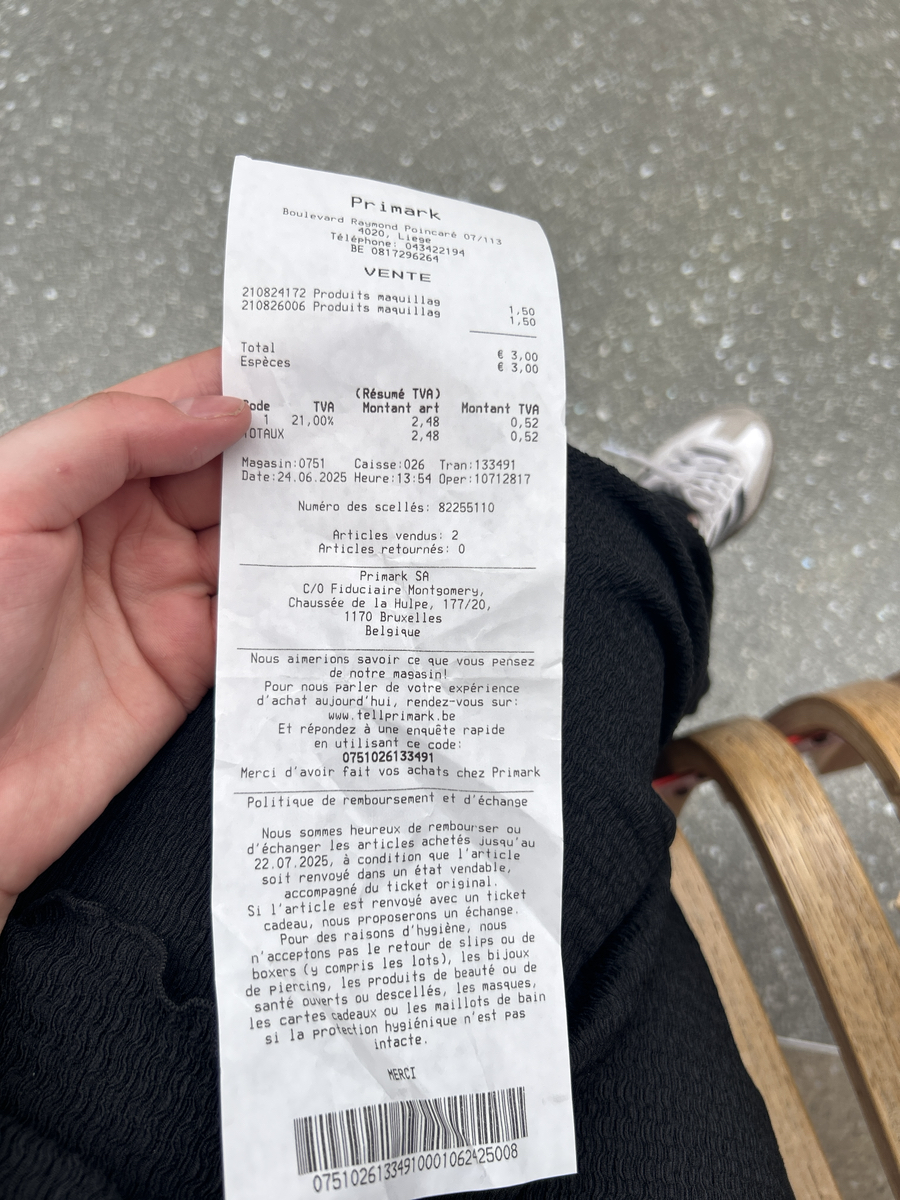 Primark
Boulevard Raymond Poincaré 07/113
4020, Liege
Téléphone: 043422194
BE 0817296264
VENTE
210824172 Produits maquillag 1,50
210826006 Produits maquillag 1,50
Total € 3,00
Espèces € 3,00
(Résumé TVA)
Code TVA Montant art Montant TVA
1 21,00% 2,48 0,52
TOTAUX 2,48 0,52
Magasin:0751 Caisse:026 Tran:133491
Date:24.06.2025 Heure:13:54 Oper:10712817
Numéro des scellés: 82255110
Articles vendus: 2
Articles retournés: 0
Primark SA
C/O Fiduciaire Montgomery,
Chaussée de la Hulpe, 177/20,
1170 Bruxelles
Belgique
Nous aimerions savoir ce que vous pensez
de notre magasin!
Pour nous parler de votre expérience
d'achat aujourd'hui, rendez-vous sur:
www.tellprimark.be
Et répondez à une enquête rapide
en utilisant ce code:
0751026133491
Merci d'avoir fait vos achats chez Primark
Politique de remboursement et d'échange
Nous sommes heureux de rembourser ou
d'échanger les articles achetés jusqu'au
22.07.2025, à condition que l'article
soit renvoyé dans un état vendable,
accompagné du ticket original.
Si l'article est renvoyé avec un ticket
cadeau, nous proposerons un échange.
Pour des raisons d'hygiène, nous
n'acceptons pas le retour de slips ou de
boxers (y compris les lots), les bijoux
de piercing, les produits de beauté ou de
santé ouverts ou descellés, les masques,
les cartes cadeaux ou les maillots de bain
si la protection hygiénique n'est pas
intacte.
MERCI
07510261334910001062425008